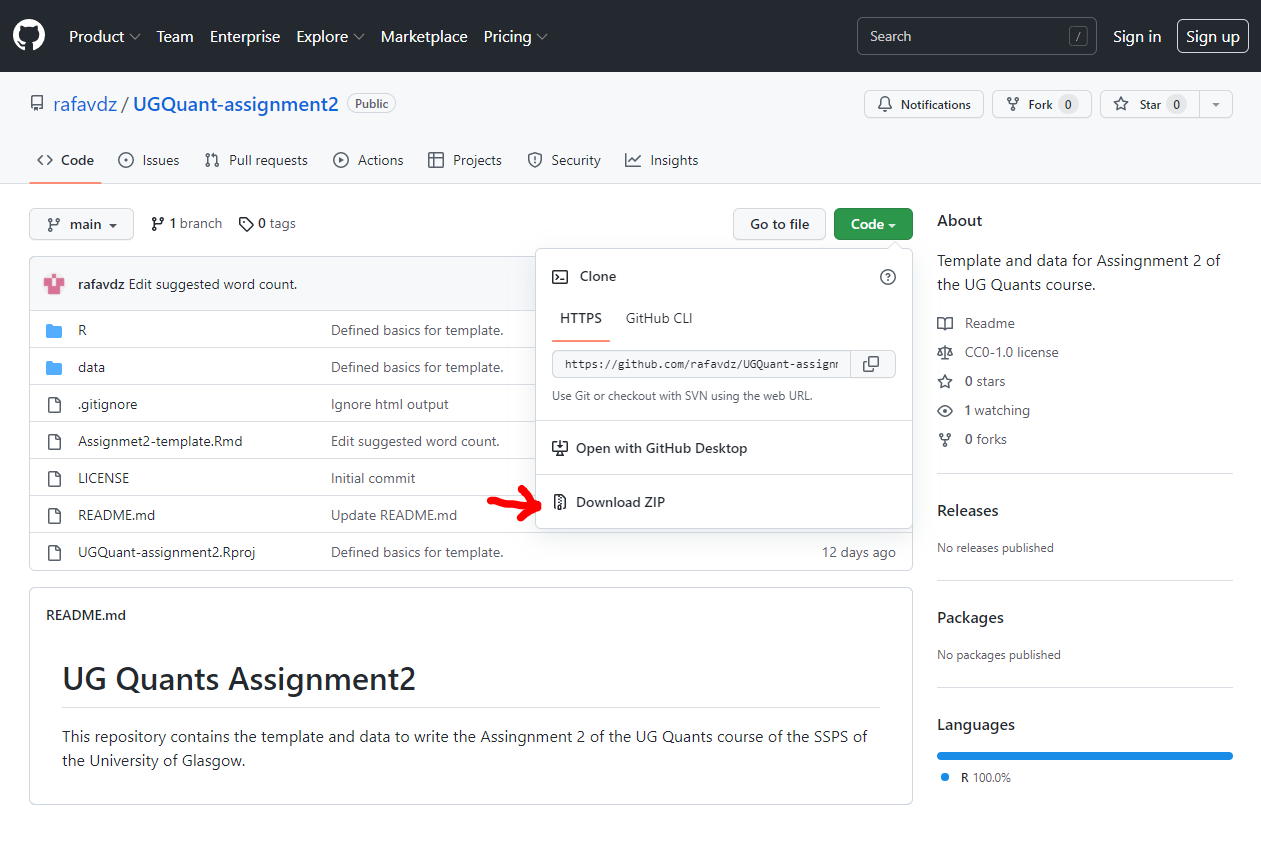 Product Team Enterprise Explore Marketplace Pricing Search / Sign in Sign up
rafavdz / UGQuant-assignment2 Public Notifications Fork 0 Star 0
Code Issues Pull requests Actions Projects Security Insights
main 1 branch 0 tags Go to file Code
rafavdz Edit suggested word count.
R Defined basics for template.
data Defined basics for template.
.gitignore Ignore html output
Assignmet2-template.Rmd Edit suggested word count.
LICENSE Initial commit
README.md Update README.md
UGQuant-assignment2.Rproj Defined basics for template. 12 days ago
Clone
HTTPS GitHub CLI
https://github.com/rafavdz/UGQuant-assignm
Use Git or checkout with SVN using the web URL.
Open with GitHub Desktop
Download ZIP
README.md
UG Quants Assignment2
This repository contains the template and data to write the Assingnment 2 of the UG Quants course of the SSPS of
the University of Glasgow.
About
Template and data for Assingnment 2 of
the UG Quants course.
Readme
CC0-1.0 license
0 stars
1 watching
0 forks
Releases
No releases published
Packages
No packages published
Languages
R 100.0%